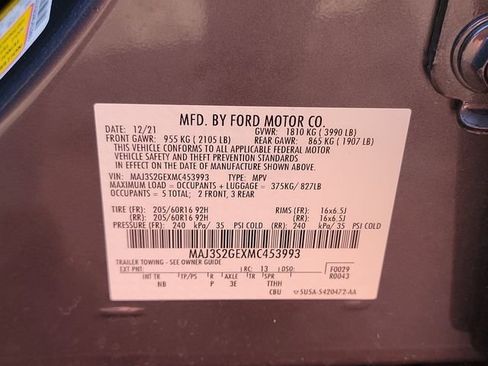 MFD. BY FORD MOTOR CO.
DATE: 12/21 GVWR: 1810 KG ( 3990 LB)
FRONT GAWR: 955 KG ( 2105 LB) REAR GAWR: 865 KG ( 1907 LB)
THIS VEHICLE CONFORMS TO ALL APPLICABLE FEDERAL MOTOR
VEHICLE SAFETY AND THEFT PREVENTION STANDARDS
IN EFFECT ON THE DATE OF MANUFACTURE SHOWN ABOVE.
VIN: MAJ3S2GEXMC453993 TYPE: MPV
MAXIMUM LOAD = OCCUPANTS + LUGGAGE = 375KG/ 827LB
OCCUPANTS = 5 TOTAL; 2 FRONT, 3 REAR
TIRE (FR): 205/60R16 92H RIMS (FR): 16x6.5J
(RR): 205/60R16 92H (RR): 16x6.5J
PRESSURE (FR): 240 kPa/ 35 PSI COLD (RR): 240 kPa/ 35 PSI COLD
MAJ3S2GEXMC453993
TRAILER TOWING - SEE OWNER GUIDE
EXT PNT: RC: 13 DSO: F0029
INT TR TP/PS R AXLE TR SPR R0043
NB P 3E TTHH
CBU 5U5A-5420472-AA